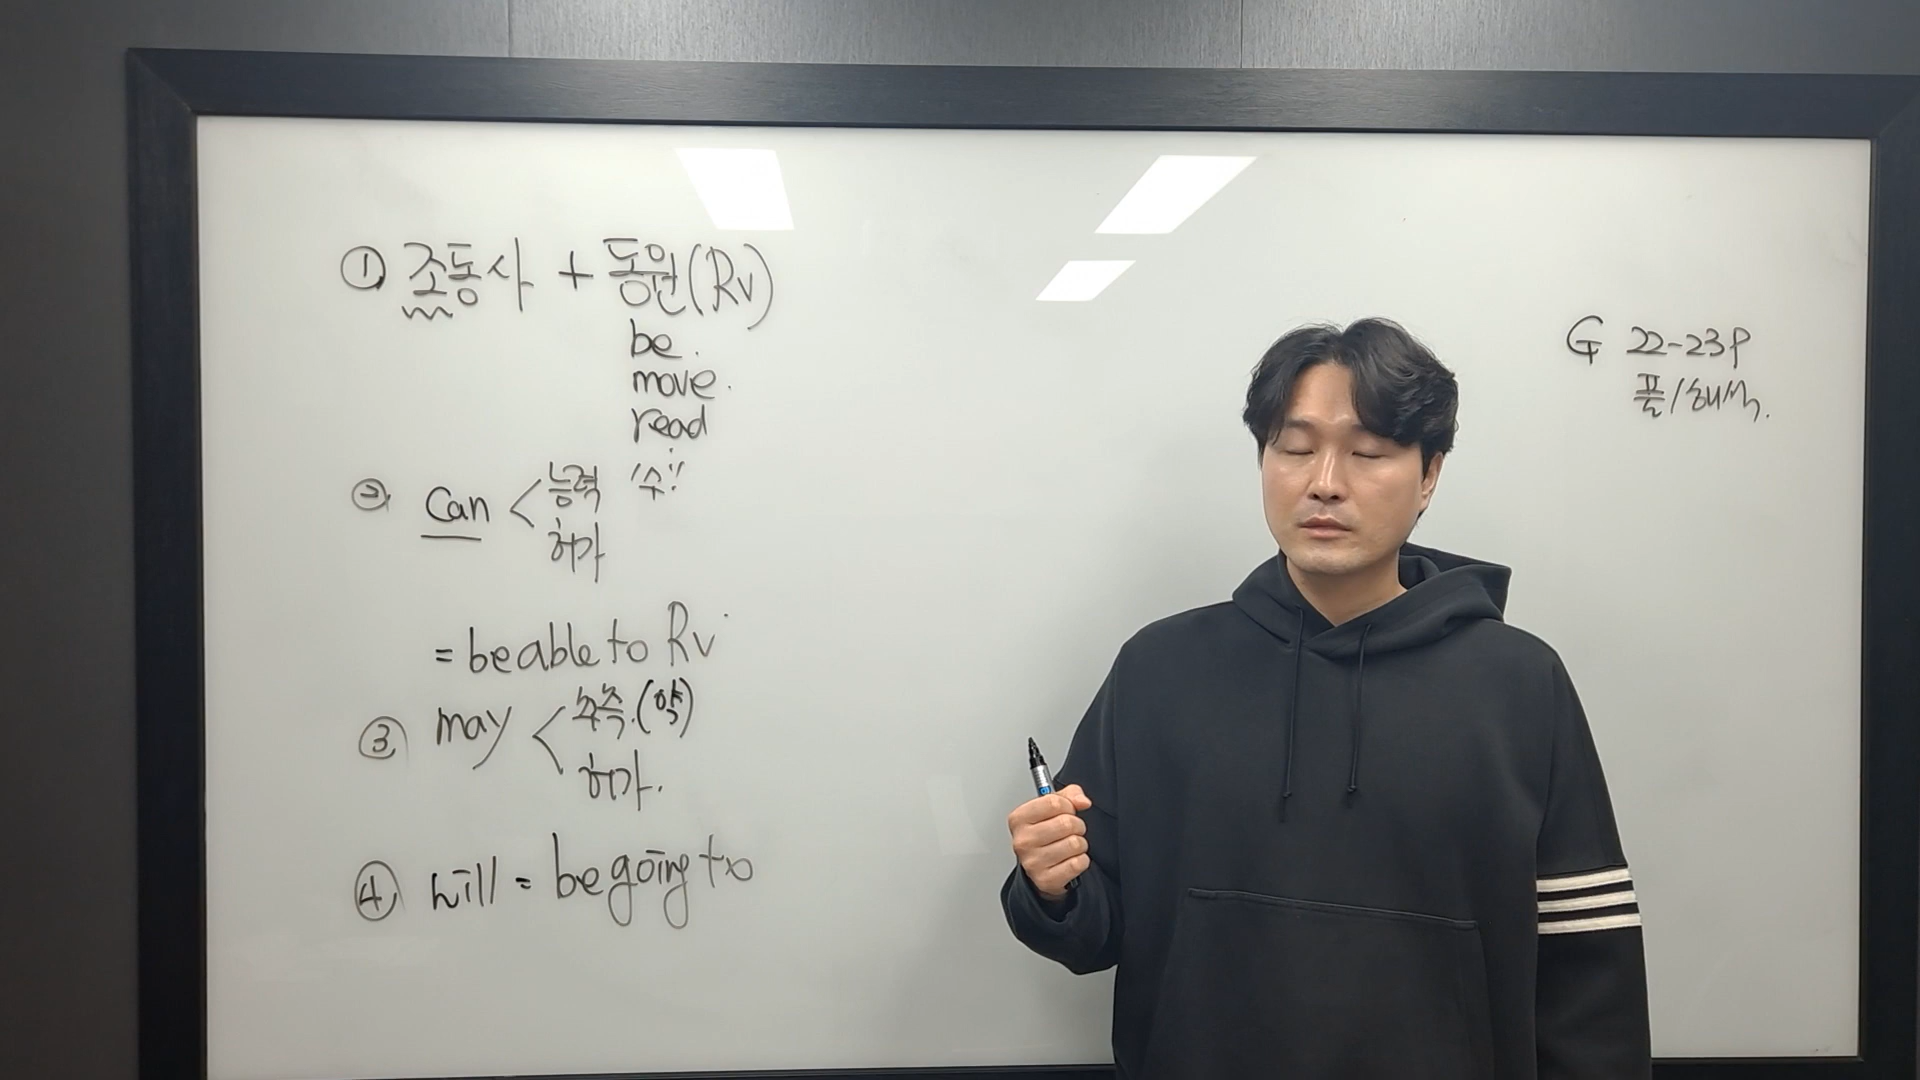 ① 조동사 + 동원(Rv)
be.
move.
read
② can < 능력 '수!'
허가
= be able to Rv
③ may < 추측.(약)
허가.
④ will = be going to
G 22-23p
풀/해석.